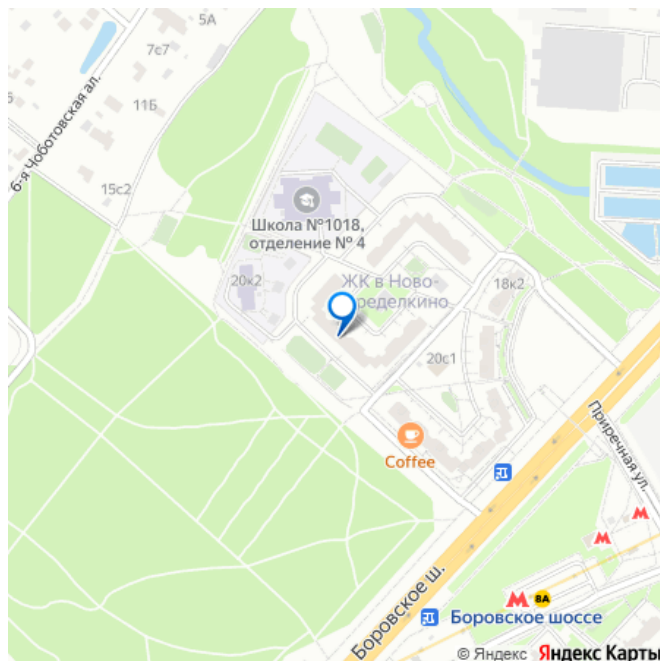 5А
7с7
11Б
6-я Чоботовская ал.
15с2
Школа №1018,
отделение № 4
20к2
ЖК в Ново-
ределкино
18к2
20с1
Приречная ул.
Coffee
М
М
М 8А
Боровское шоссе
Боровское ш.
© Яндекс Яндекс Карты